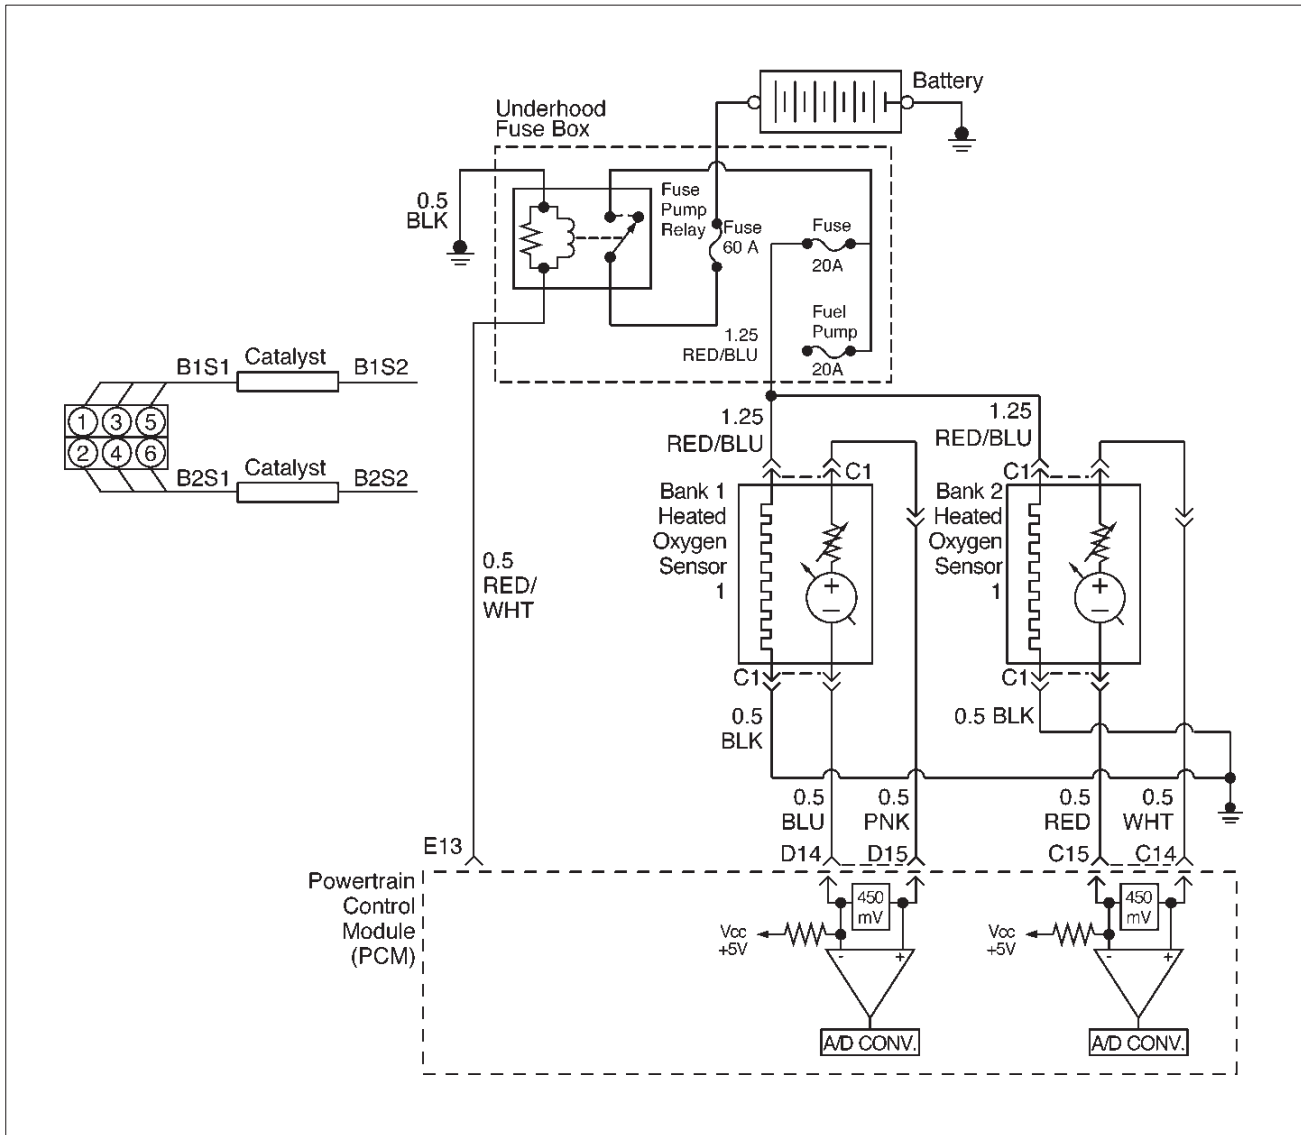 Battery
Underhood
Fuse Box
0.5
BLK
Fuse
Pump
Relay
Fuse
60 A
Fuse
20A
Fuel
Pump
20A
1.25
RED/BLU
B1S1
Catalyst
B1S2
1
3
5
2
4
6
B2S1
Catalyst
B2S2
1.25
RED/BLU
1.25
RED/BLU
C1
C1
Bank 1
Heated
Oxygen
Sensor
1
+
–
Bank 2
Heated
Oxygen
Sensor
1
+
–
0.5
RED/
WHT
C1
C1
0.5
BLK
0.5 BLK
0.5
BLU
0.5
PNK
0.5
RED
0.5
WHT
E13
D14
D15
C15
C14
Powertrain
Control
Module
(PCM)
450
mV
Vcc
+5V
-
+
A/D CONV.
450
mV
Vcc
+5V
-
+
A/D CONV.